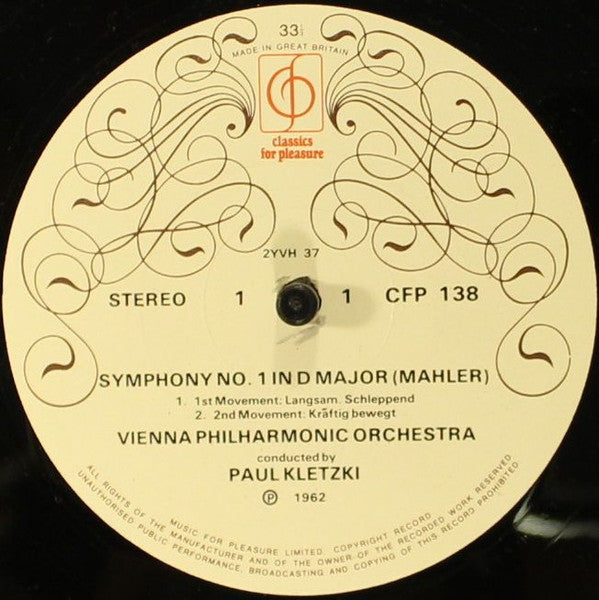 33⅓
MADE IN GREAT BRITAIN
classics
for pleasure
2YVH 37
STEREO 1 1 CFP 138
SYMPHONY NO. 1 IN D MAJOR (MAHLER)
1. 1st Movement: Langsam. Schleppend
2. 2nd Movement: Kräftig bewegt
VIENNA PHILHARMONIC ORCHESTRA
conducted by
PAUL KLETZKI
Ⓟ 1962
MUSIC FOR PLEASURE LIMITED. COPYRIGHT RECORD.
ALL RIGHTS OF THE MANUFACTURER AND OF THE OWNER OF THE RECORDED WORK RESERVED
UNAUTHORISED PUBLIC PERFORMANCE, BROADCASTING AND COPYING OF THIS RECORD PROHIBITED